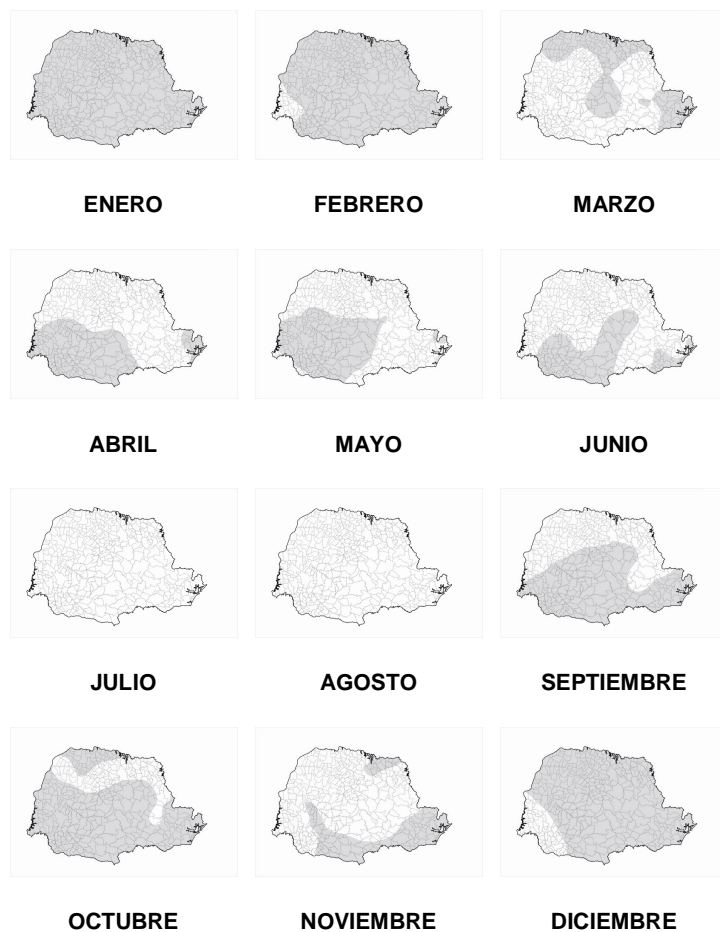 ENERO FEBRERO MARZO
ABRIL MAYO JUNIO
JULIO AGOSTO SEPTIEMBRE
OCTUBRE NOVIEMBRE DICIEMBRE